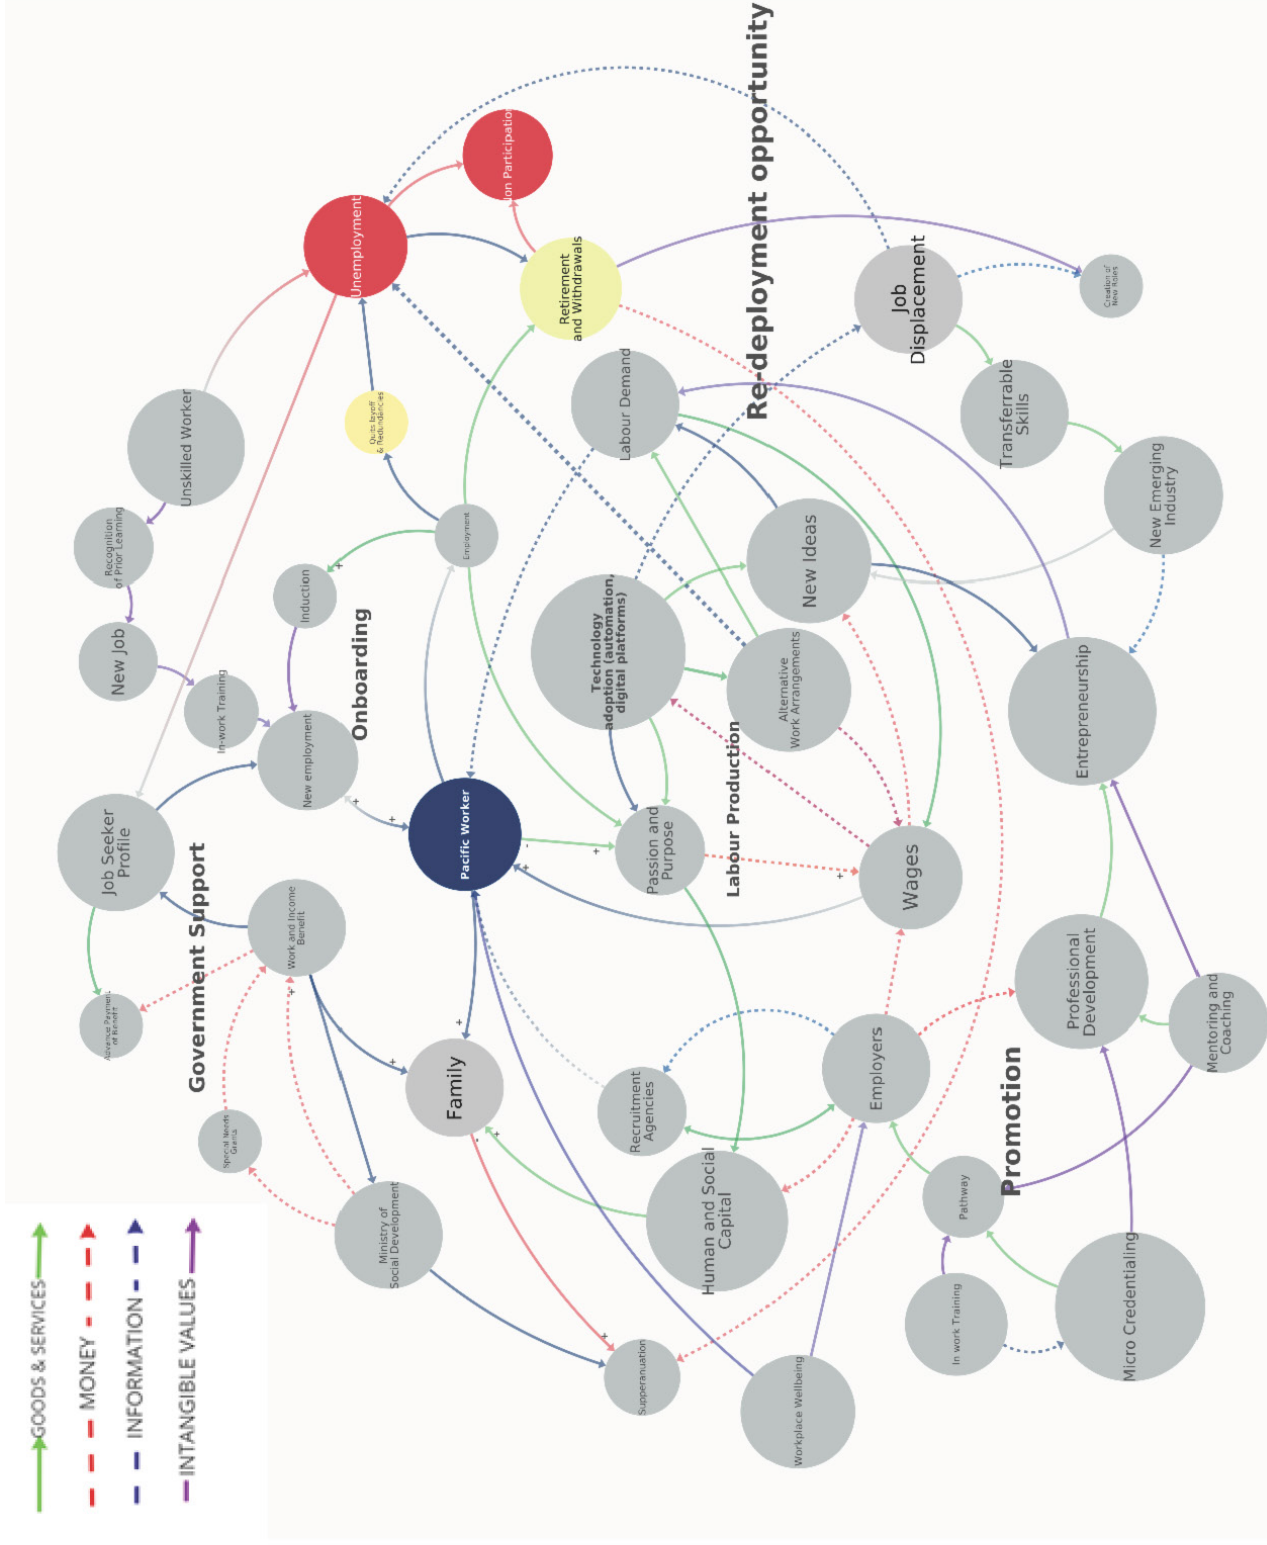 GOODS & SERVICES
MONEY
INFORMATION
INTANGIBLE VALUES
Advance Payment
of Benefit
Job Seeker
Profile
New Job
Recognition
of Prior Learning
Unskilled Worker
Government Support
Special Needs
Grants
In-work Training
Work and Income
Benefit
New employment
Induction
Onboarding
Unemployment
Quits layoff
& Redundancies
Ministry of
Social Development
Family
Pacific Worker
Employment
on Participatio
Retirement
and Withdrawals
Supperanuation
Recruitment
Agencies
Passion and
Purpose
Technology
adoption (automation,
digital platforms)
Labour Demand
Human and Social
Capital
Labour Production
Alternative
Work Arrangements
Re-deployment opportunity
New Ideas
Workplace Wellbeing
Employers
Wages
Job
Displacement
In work Training
Pathway
Promotion
Transferrable
Skills
Professional
Development
Entrepreneurship
Creation of
New Roles
Micro Credentialing
New Emerging
Industry
Mentoring and
Coaching